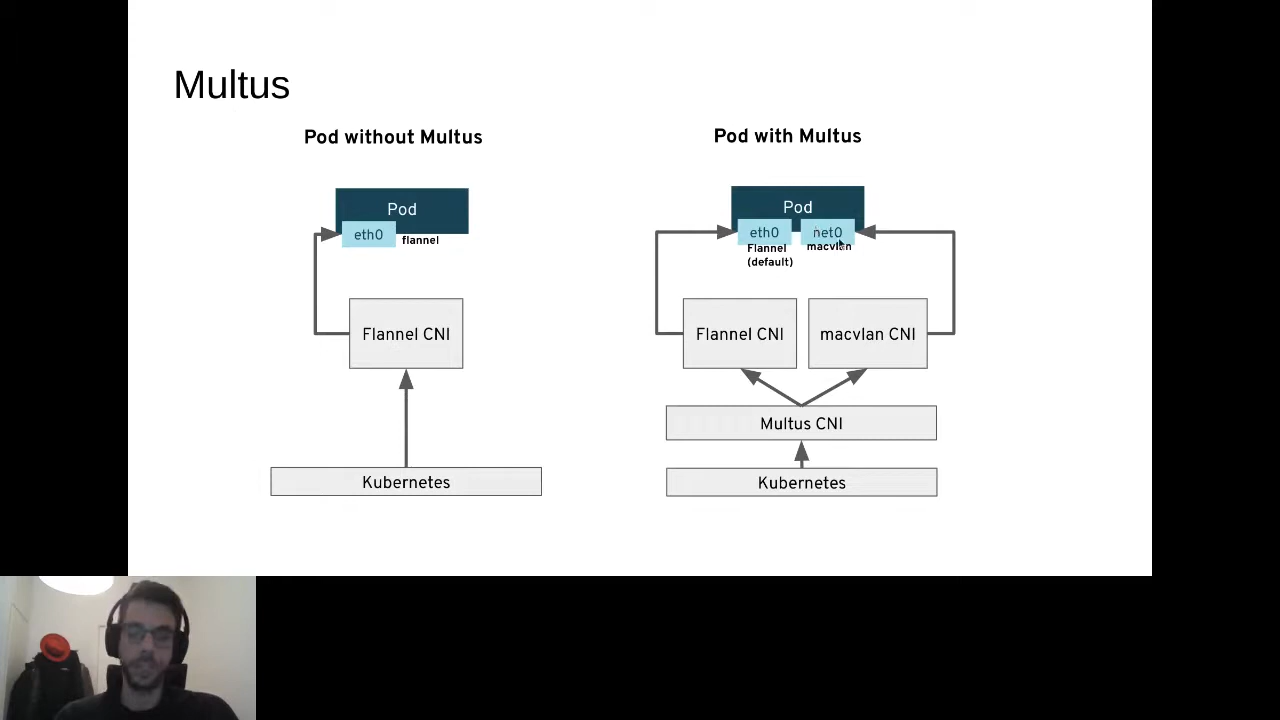 Multus
Pod without Multus
Pod
eth0
flannel
Flannel CNI
Kubernetes
Pod with Multus
Pod
eth0
net0
Flannel
(default)
macvlan
Flannel CNI
macvlan CNI
Multus CNI
Kubernetes